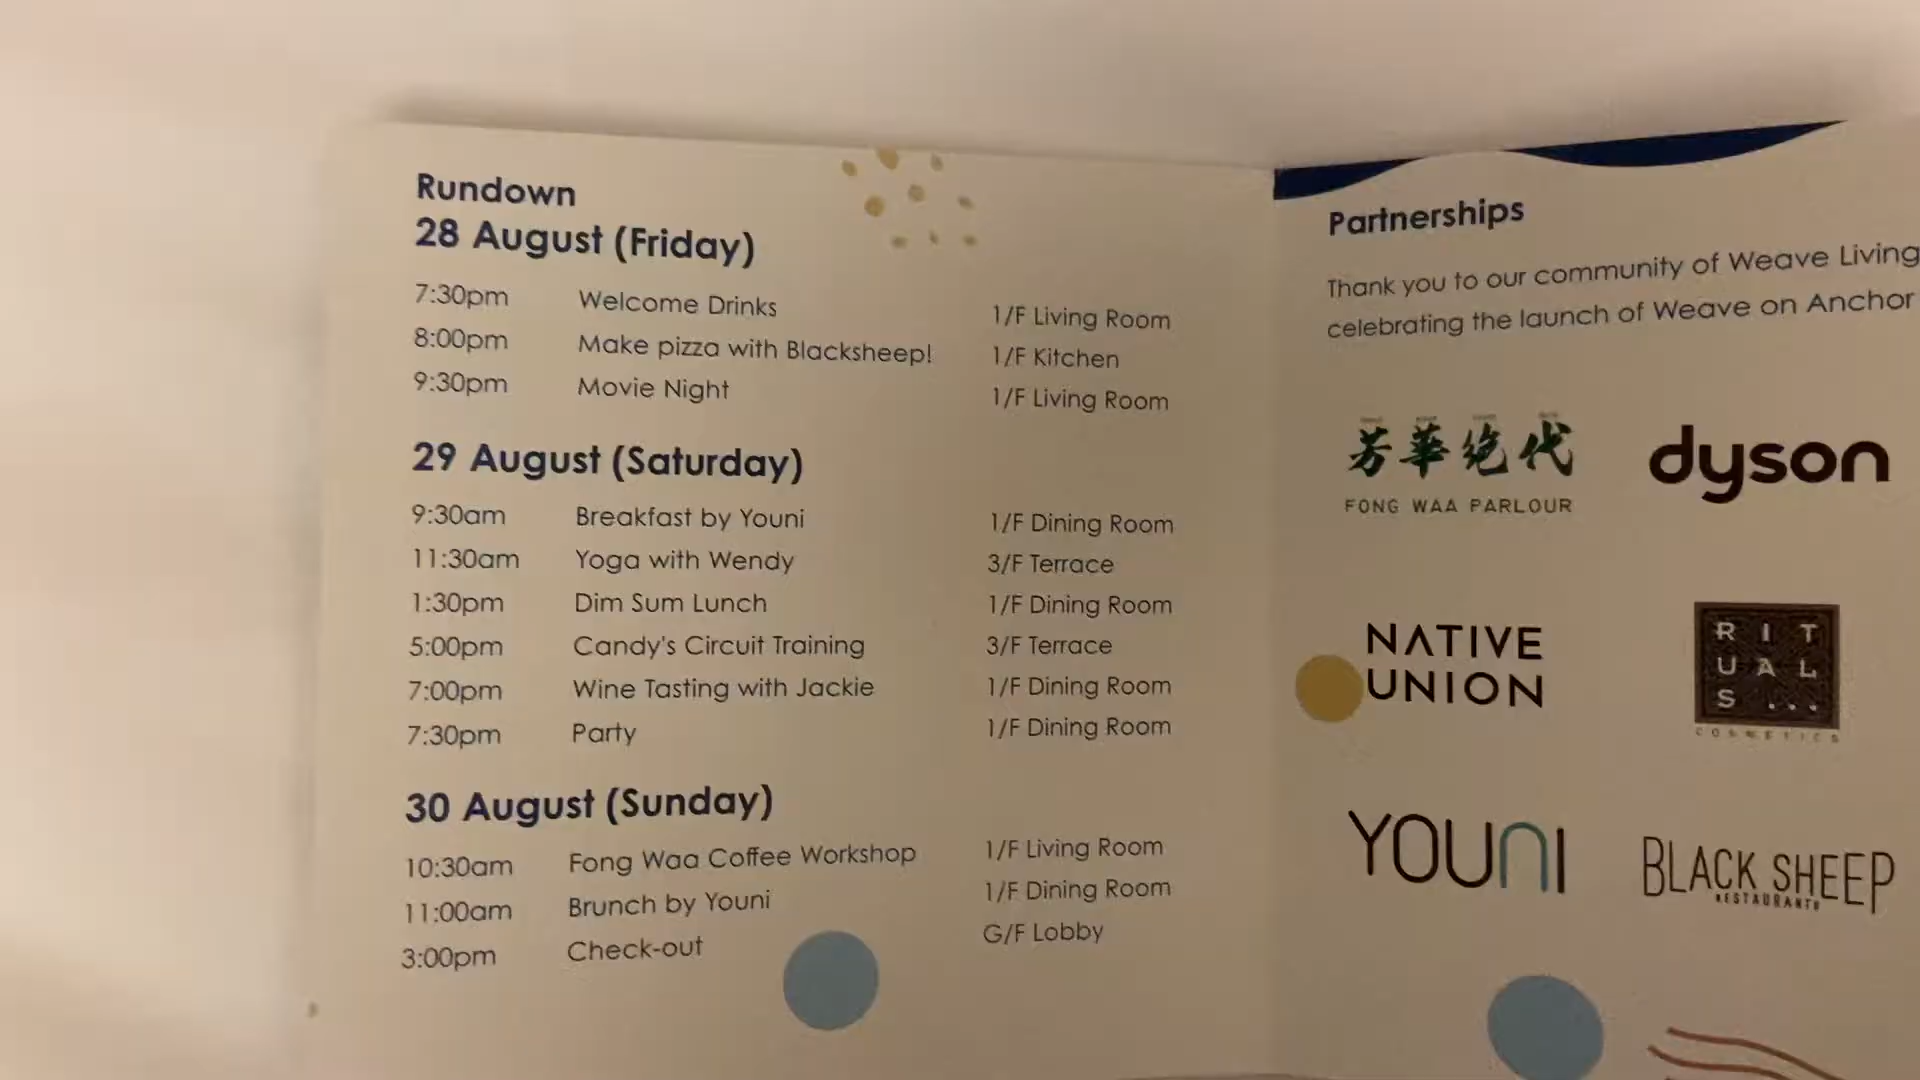 Rundown
28 August (Friday)
7:30pm Welcome Drinks 1/F Living Room
8:00pm Make pizza with Blacksheep! 1/F Kitchen
9:30pm Movie Night 1/F Living Room
29 August (Saturday)
9:30am Breakfast by Youni 1/F Dining Room
11:30am Yoga with Wendy 3/F Terrace
1:30pm Dim Sum Lunch 1/F Dining Room
5:00pm Candy's Circuit Training 3/F Terrace
7:00pm Wine Tasting with Jackie 1/F Dining Room
7:30pm Party 1/F Dining Room
30 August (Sunday)
10:30am Fong Waa Coffee Workshop 1/F Living Room
11:00am Brunch by Youni 1/F Dining Room
3:00pm Check-out G/F Lobby
Partnerships
Thank you to our community of Weave Living
celebrating the launch of Weave on Anchor
芳華绝代
FONG WAA PARLOUR
dyson
NATIVE
UNION
RIT
UAL
S...
COSMETICS
YOUNI
BLACK SHEEP
RESTAURANTS